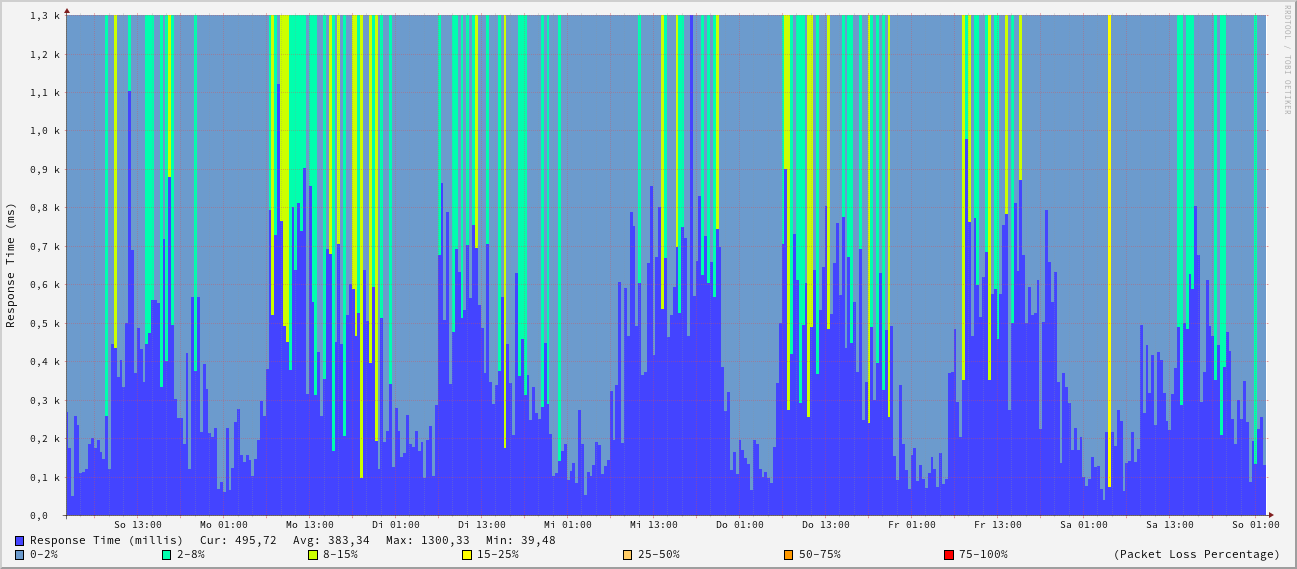 1,3 k
1,2 k
1,1 k
1,0 k
0,9 k
0,8 k
0,7 k
0,6 k
0,5 k
0,4 k
0,3 k
0,2 k
0,1 k
0,0
Response Time (ms)
RRDTOOL / TOBI OETIKER
So 13:00 Mo 01:00 Mo 13:00 Di 01:00 Di 13:00 Mi 01:00 Mi 13:00 Do 01:00 Do 13:00 Fr 01:00 Fr 13:00 Sa 01:00 Sa 13:00 So 01:00
Response Time (millis) Cur: 495,72 Avg: 383,34 Max: 1300,33 Min: 39,48
0-2% 2-8% 8-15% 15-25% 25-50% 50-75% 75-100% (Packet Loss Percentage)